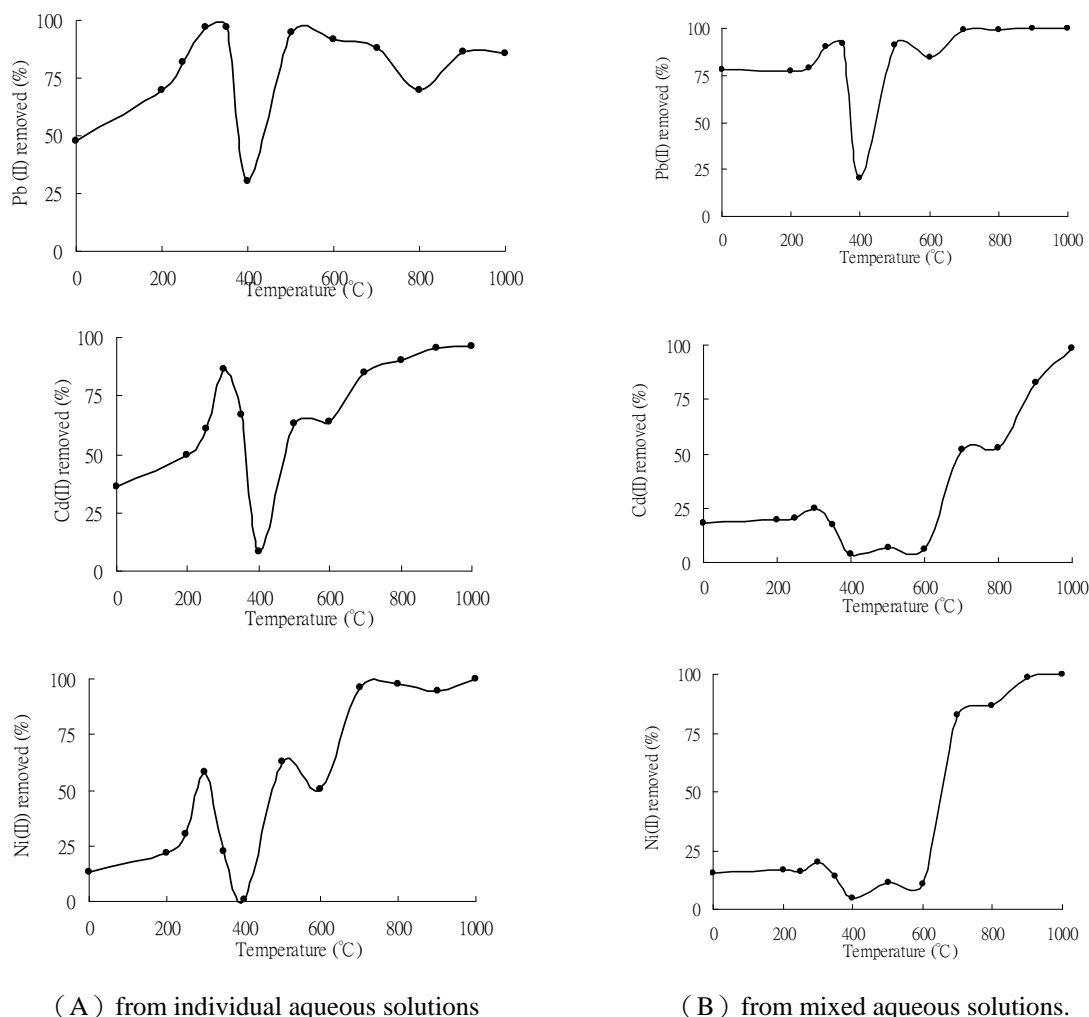 Pb (II) removed (%)
100
75
50
25
0
0 200 400 600 800 1000
Temperature (℃)
Pb(II) removed (%)
100
75
50
25
0
0 200 400 600 800 1000
Temperature (℃)
Cd(II) removed (%)
100
75
50
25
0
0 200 400 600 800 1000
Temperature (℃)
Cd(II) removed (%)
100
75
50
25
0
0 200 400 600 800 1000
Temperature (℃)
Ni(II)) removed (%)
100
75
50
25
0
0 200 400 600 800 1000
Temperature (℃)
Ni(II) removed (%)
100
75
50
25
0
0 200 400 600 800 1000
Temperature (℃)
（A）from individual aqueous solutions
（B）from mixed aqueous solutions.